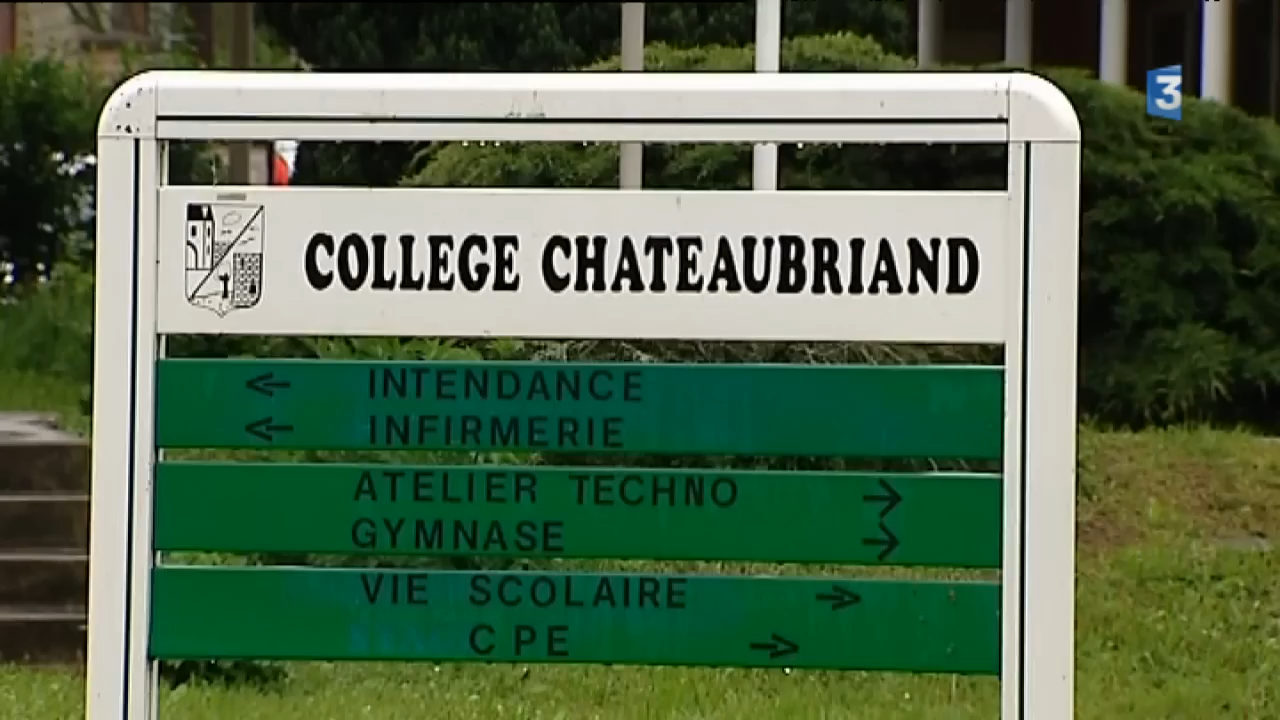 3
COLLEGE CHATEAUBRIAND
← INTENDANCE
← INFIRMERIE
ATELIER TECHNO →
GYMNASE →
VIE SCOLAIRE →
CPE →